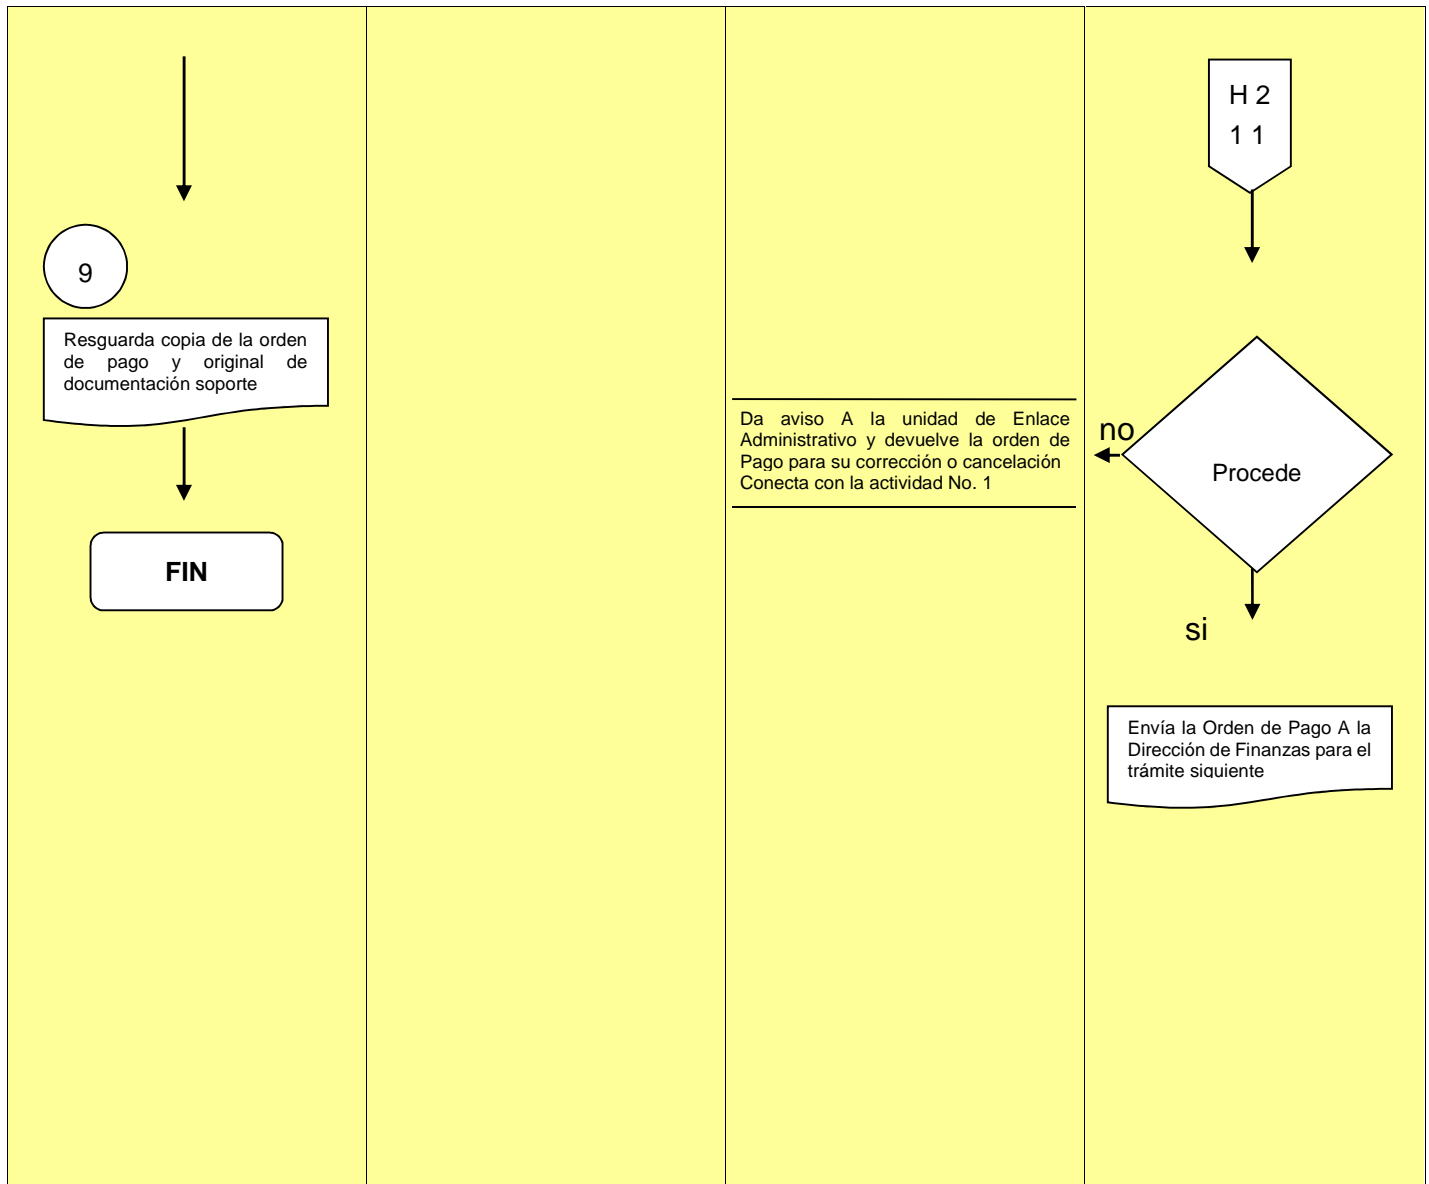 9
Resguarda copia de la orden
de pago y original de
documentación soporte
FIN
Da aviso A la unidad de Enlace
Administrativo y devuelve la orden de
Pago para su corrección o cancelación
Conecta con la actividad No. 1
H 2
1 1
no
Procede
si
Envía la Orden de Pago A la
Dirección de Finanzas para el
trámite siguiente